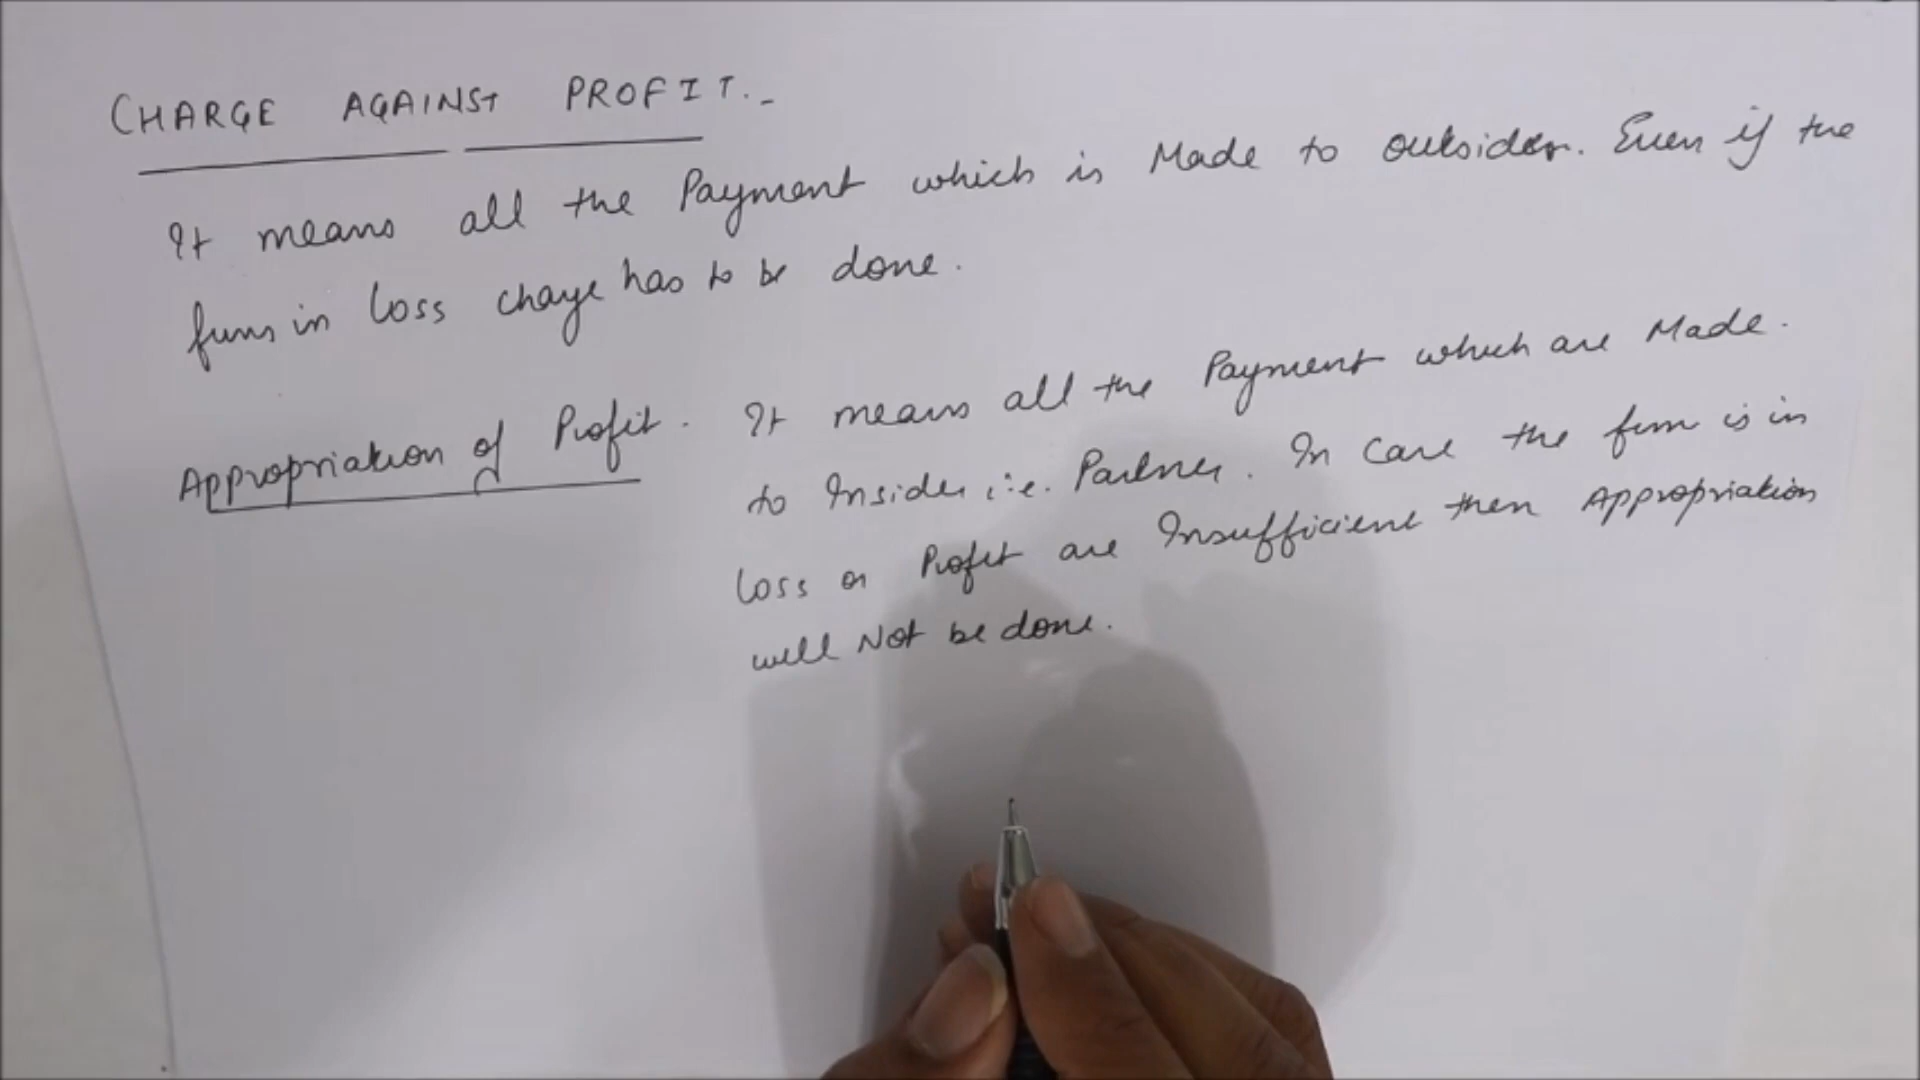 CHARGE AGAINST PROFIT.-
It means all the Payment which is Made to outsider. Even if the
firm in loss charge has to be done.
Appropriation of Profit. It means all the Payment which are Made.
to Insider i.e. Partner. In case the firm is in
loss or Profit are Insufficient then Appropriation
will Not be done.